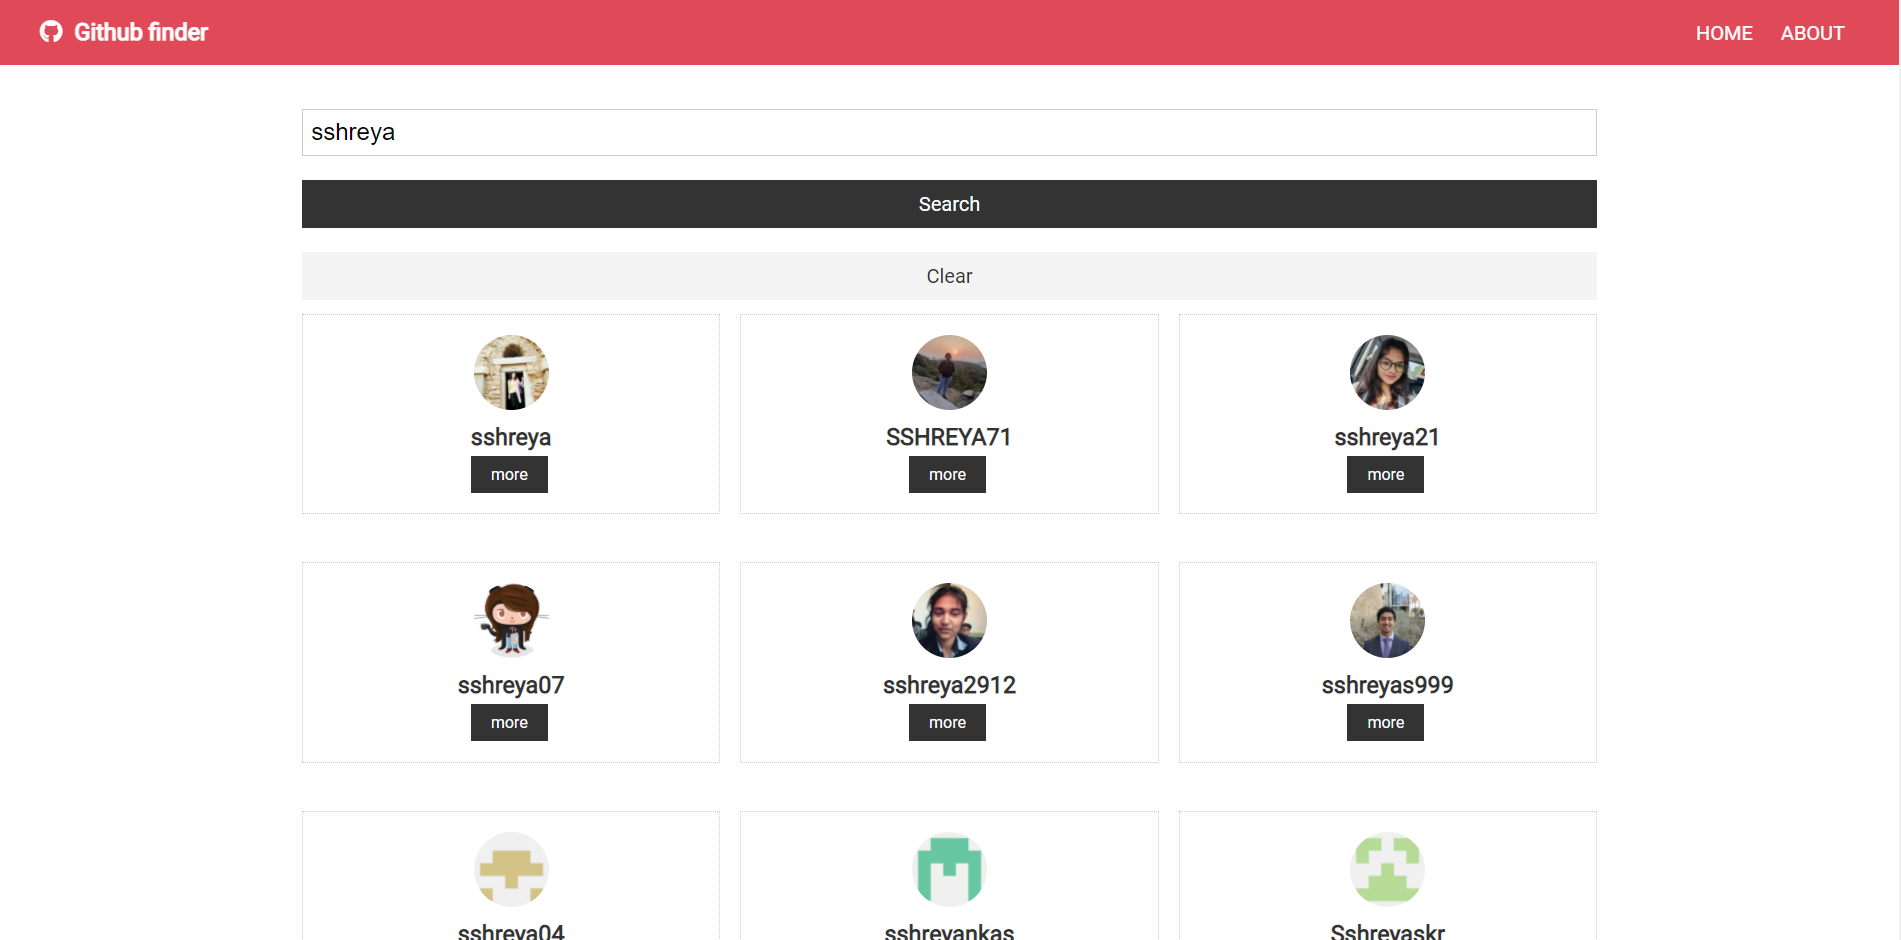 Github finder HOME ABOUT
sshreya
Search
Clear
sshreya SSHREYA71 sshreya21
more more more
sshreya07 sshreya2912 sshreyas999
more more more
sshreya04 sshreyankas Sshreyaskr